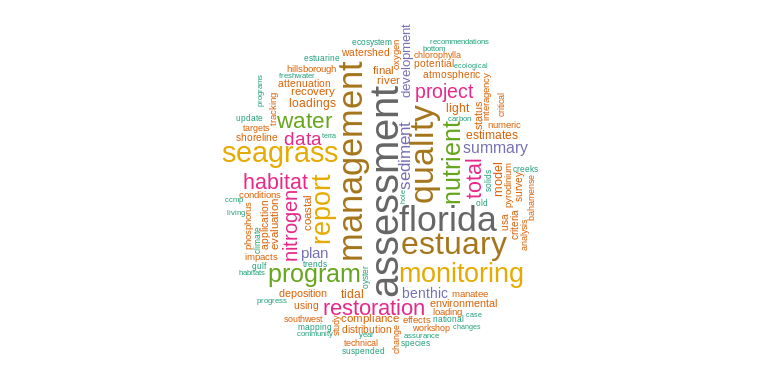 ecosystem
recommendations
bottom
estuarine
watershed
oxygen
development
chlorophylla
hillsborough
final
potential
ecological
freshwater
attenuation
river
atmospheric
programs
recovery
management
assessment
project
interagency
critical
tracking
loadings
quality
light
status
update
water
carbon
numeric
targets
data
terra
sediment
nutrient
estimates
shoreline
summary
seagrass
total
model
creeks
habitat
solids
pyrodinium
survey
bahamense
conditions
nitrogen
report
hole
old
ccmp
coastal
florida
living
phosphorus
application
evaluation
usa
criteria
analysis
climate
estuary
impacts
plan
gulf
trends
habitats
program
oyster
monitoring
deposition
tidal
benthic
manatee
progress
using
restoration
environmental
loading
case
southwest
study
compliance
effects
national
mapping
distribution
workshop
changes
community
year
assurance
technical
change
species
suspended